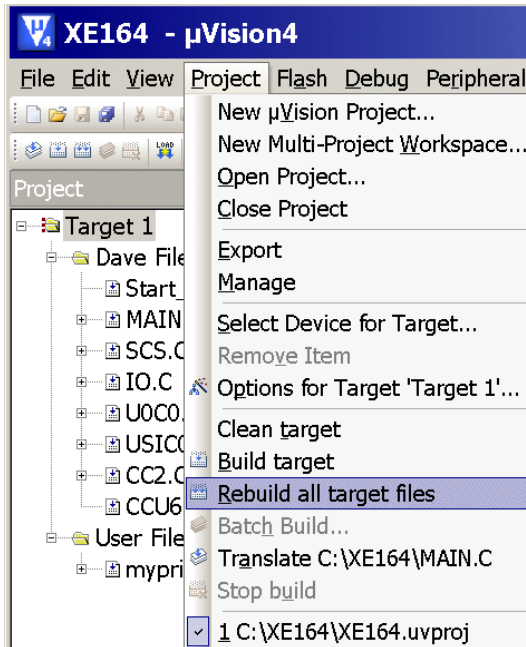 XE164 - µVision4
File Edit View Project Flash Debug Peripheral
New µVision Project...
New Multi-Project Workspace...
Open Project...
Close Project
Export
Manage
Select Device for Target...
Remove Item
Options for Target 'Target 1'...
Clean target
Build target
Rebuild all target files
Batch Build...
Translate C:\XE164\MAIN.C
Stop build
1 C:\XE164\XE164.uvproj
LOAD
Project
Target 1
Dave File
Start_
MAIN
SCS.C
IO.C
U0C0.
USIC0
CC2.C
CCU6
User File
mypri